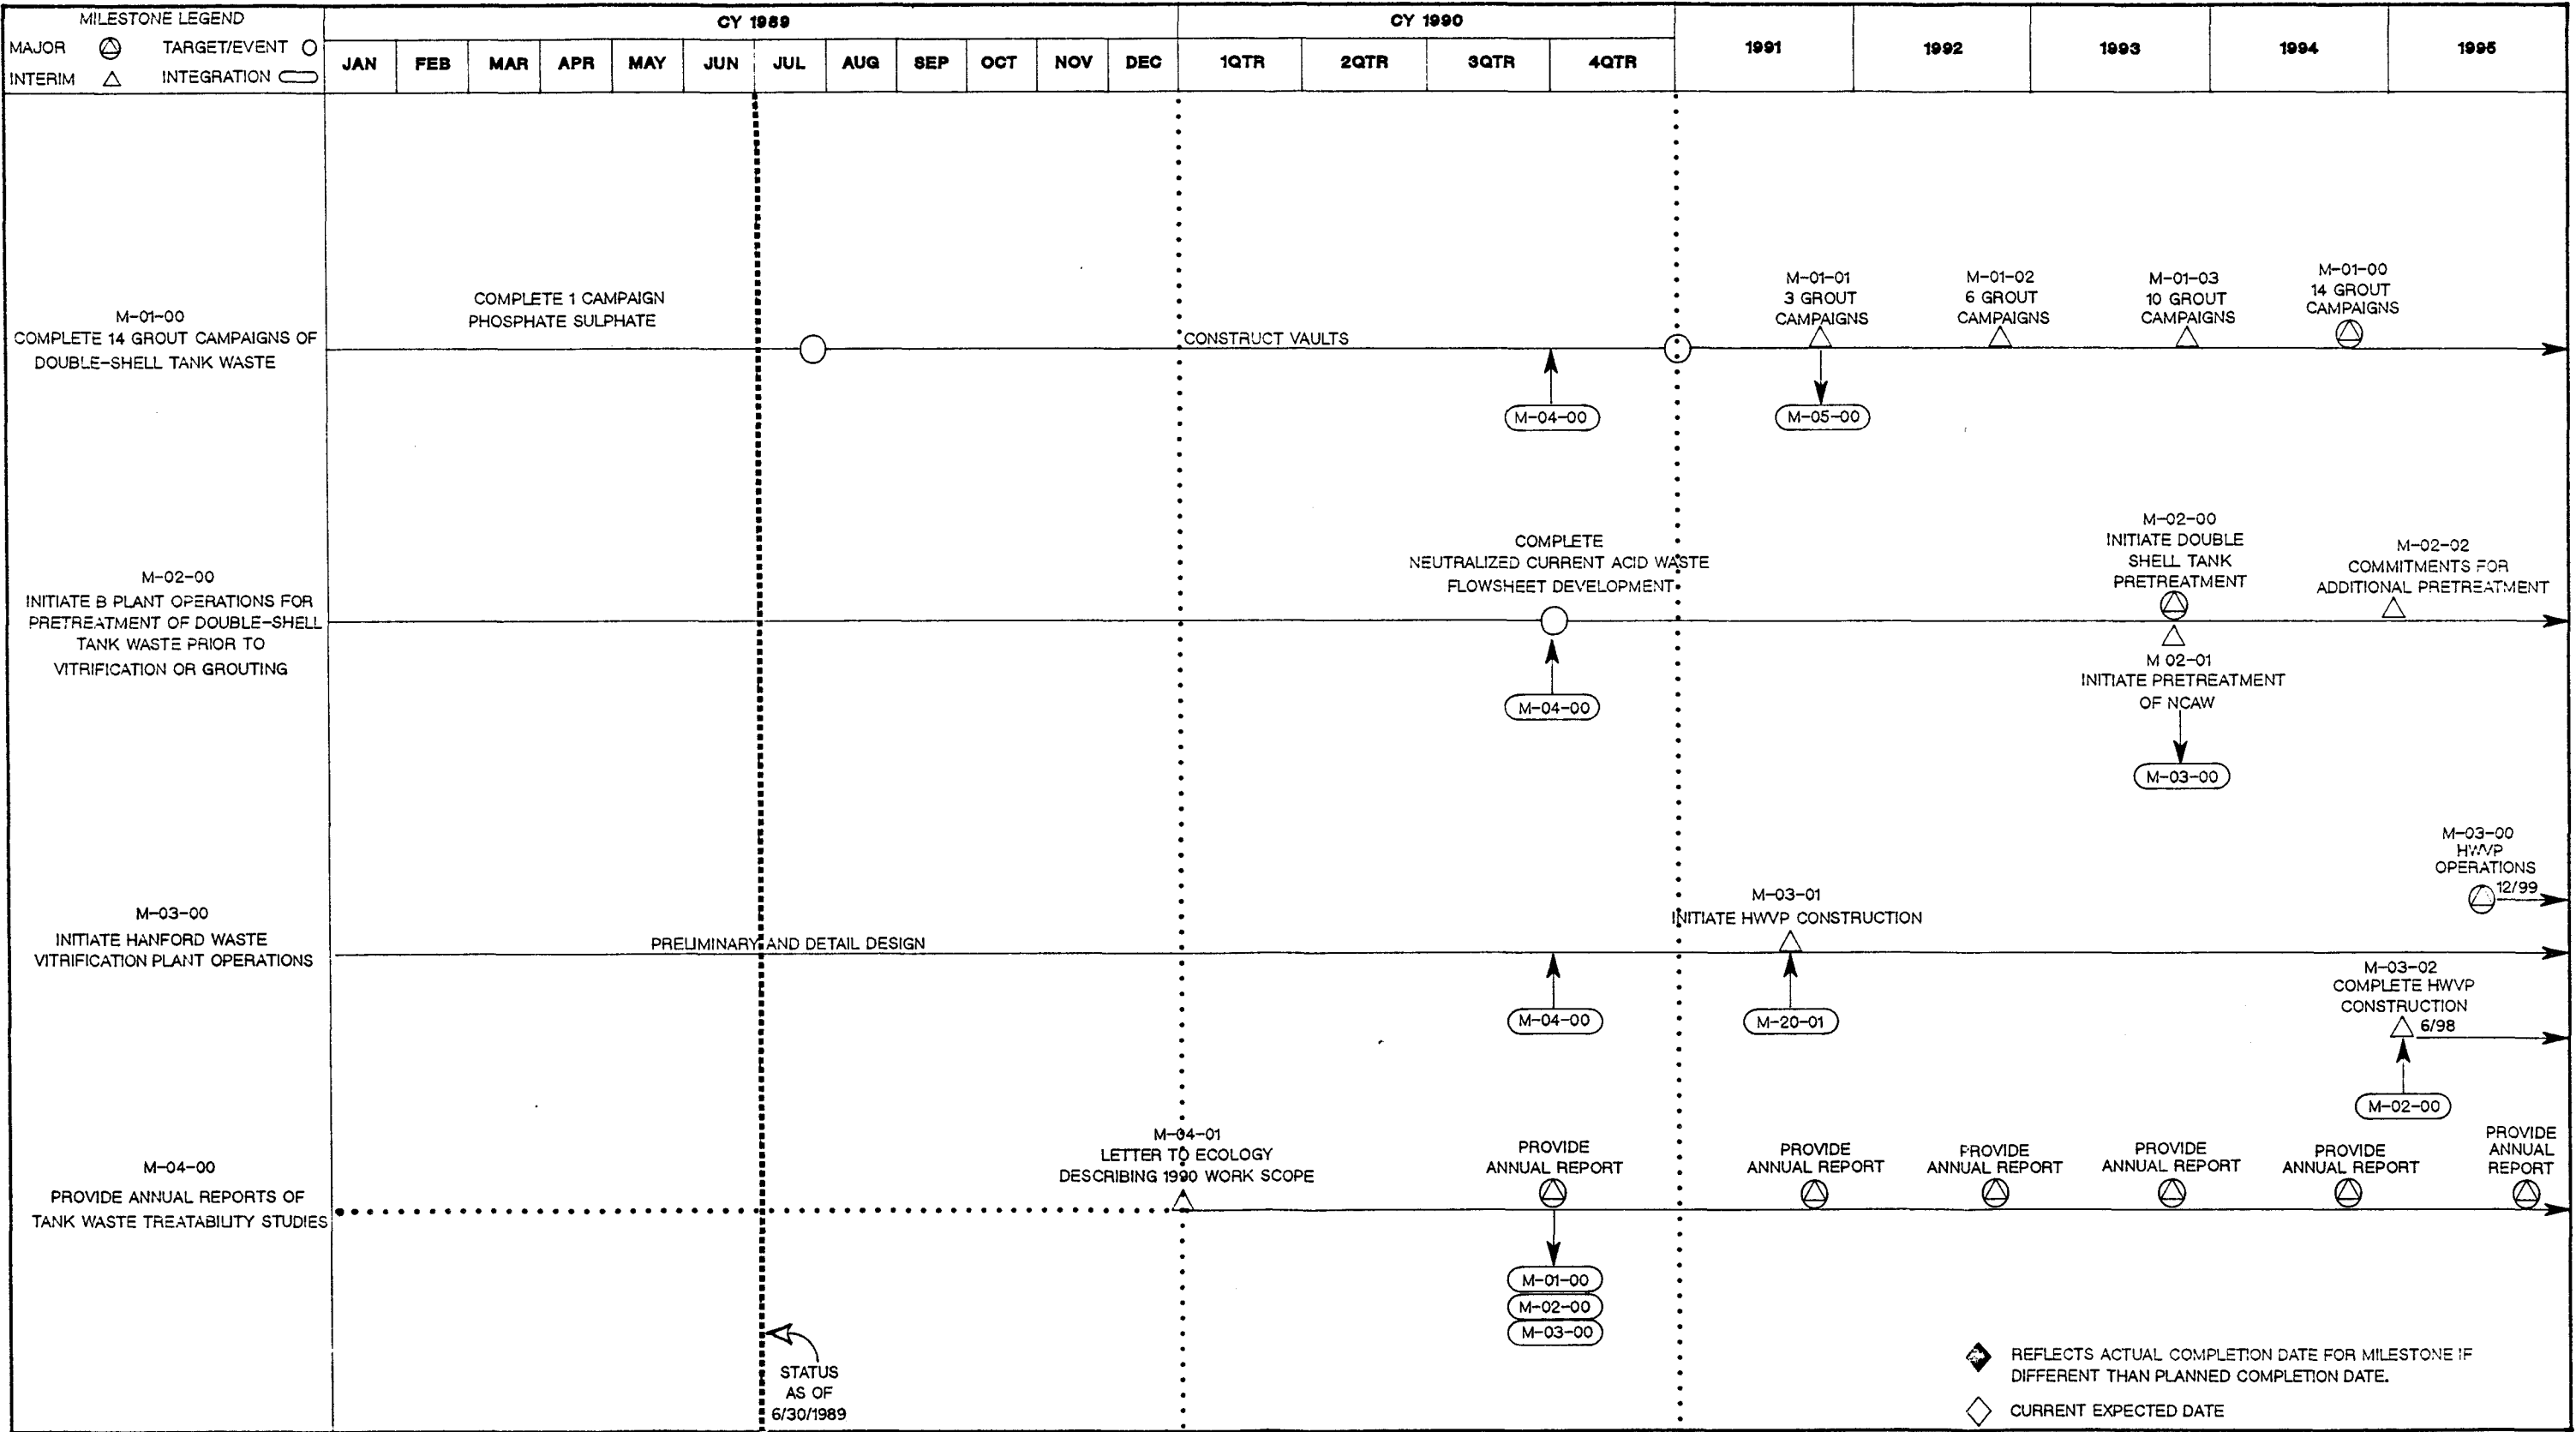 MILESTONE LEGEND
MAJOR TARGET/EVENT
INTERIM INTEGRATION
CY 1989
CY 1990
1991
1992
1993
1994
1995
JAN FEB MAR APR MAY JUN JUL AUG SEP OCT NOV DEC 1QTR 2QTR 3QTR 4QTR
M-01-00
COMPLETE 14 GROUT CAMPAIGNS OF
DOUBLE-SHELL TANK WASTE
COMPLETE 1 CAMPAIGN
PHOSPHATE SULPHATE
CONSTRUCT VAULTS
M-04-00
M-01-01
3 GROUT
CAMPAIGNS
M-05-00
M-01-02
6 GROUT
CAMPAIGNS
M-01-03
10 GROUT
CAMPAIGNS
M-01-00
14 GROUT
CAMPAIGNS
M-02-00
INITIATE B PLANT OPERATIONS FOR
PRETREATMENT OF DOUBLE-SHELL
TANK WASTE PRIOR TO
VITRIFICATION OR GROUTING
COMPLETE
NEUTRALIZED CURRENT ACID WASTE
FLOWSHEET DEVELOPMENT
M-04-00
M-02-00
INITIATE DOUBLE
SHELL TANK
PRETREATMENT
M 02-01
INITIATE PRETREATMENT
OF NCAW
M-03-00
M-02-02
COMMITMENTS FOR
ADDITIONAL PRETREATMENT
M-03-00
INITIATE HANFORD WASTE
VITRIFICATION PLANT OPERATIONS
PRELIMINARY AND DETAIL DESIGN
M-04-00
M-03-01
INITIATE HWVP CONSTRUCTION
M-20-01
M-03-00
HWVP
OPERATIONS
12/99
M-03-02
COMPLETE HWVP
CONSTRUCTION
6/98
M-02-00
M-04-00
PROVIDE ANNUAL REPORTS OF
TANK WASTE TREATABILITY STUDIES
M-04-01
LETTER TO ECOLOGY
DESCRIBING 1990 WORK SCOPE
PROVIDE
ANNUAL REPORT
M-01-00
M-02-00
M-03-00
PROVIDE
ANNUAL REPORT
PROVIDE
ANNUAL REPORT
PROVIDE
ANNUAL REPORT
PROVIDE
ANNUAL REPORT
PROVIDE
ANNUAL
REPORT
STATUS
AS OF
6/30/1989
REFLECTS ACTUAL COMPLETION DATE FOR MILESTONE IF
DIFFERENT THAN PLANNED COMPLETION DATE.
CURRENT EXPECTED DATE